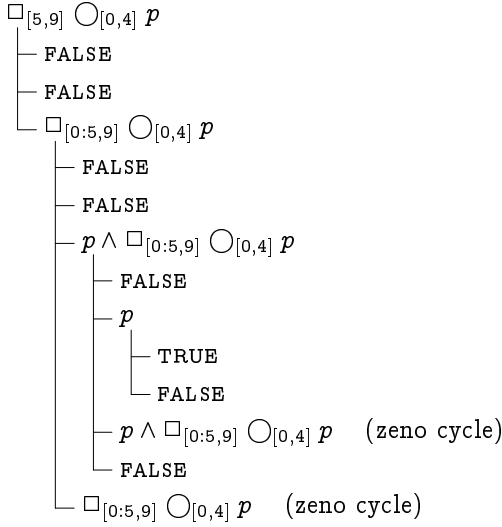 □[5,9] ◯[0,4] p
FALSE
FALSE
□[0:5,9] ◯[0,4] p
FALSE
FALSE
p ∧ □[0:5,9] ◯[0,4] p
FALSE
p
TRUE
FALSE
p ∧ □[0:5,9] ◯[0,4] p (zeno cycle)
FALSE
□[0:5,9] ◯[0,4] p (zeno cycle)